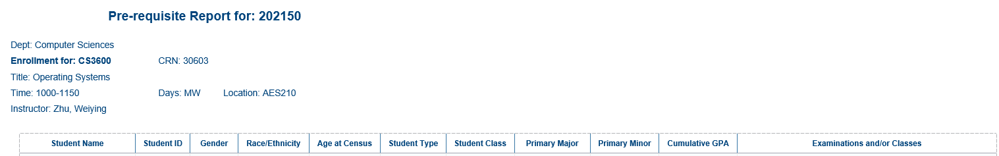 Pre-requisite Report for: 202150
Dept: Computer Sciences
Enrollment for: CS3600 CRN: 30603
Title: Operating Systems
Time: 1000-1150 Days: MW Location: AES210
Instructor: Zhu, Weiying
Student Name Student ID Gender Race/Ethnicity Age at Census Student Type Student Class Primary Major Primary Minor Cumulative GPA Examinations and/or Classes